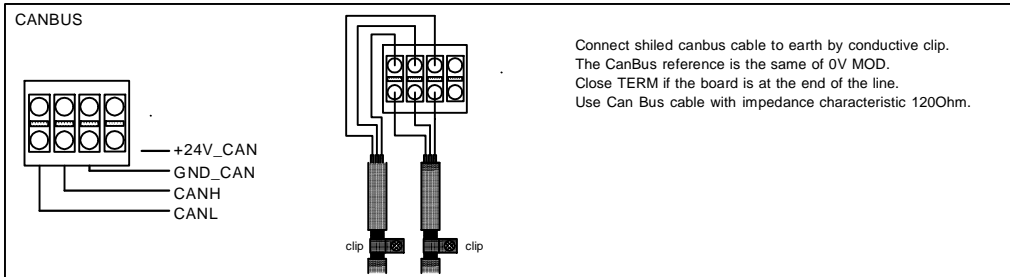 CANBUS
Connect shiled canbus cable to earth by conductive clip.
The CanBus reference is the same of 0V MOD.
Close TERM if the board is at the end of the line.
Use Can Bus cable with impedance characteristic 120Ohm.
+24V_CAN
GND_CAN
CANH
CANL
clip
clip